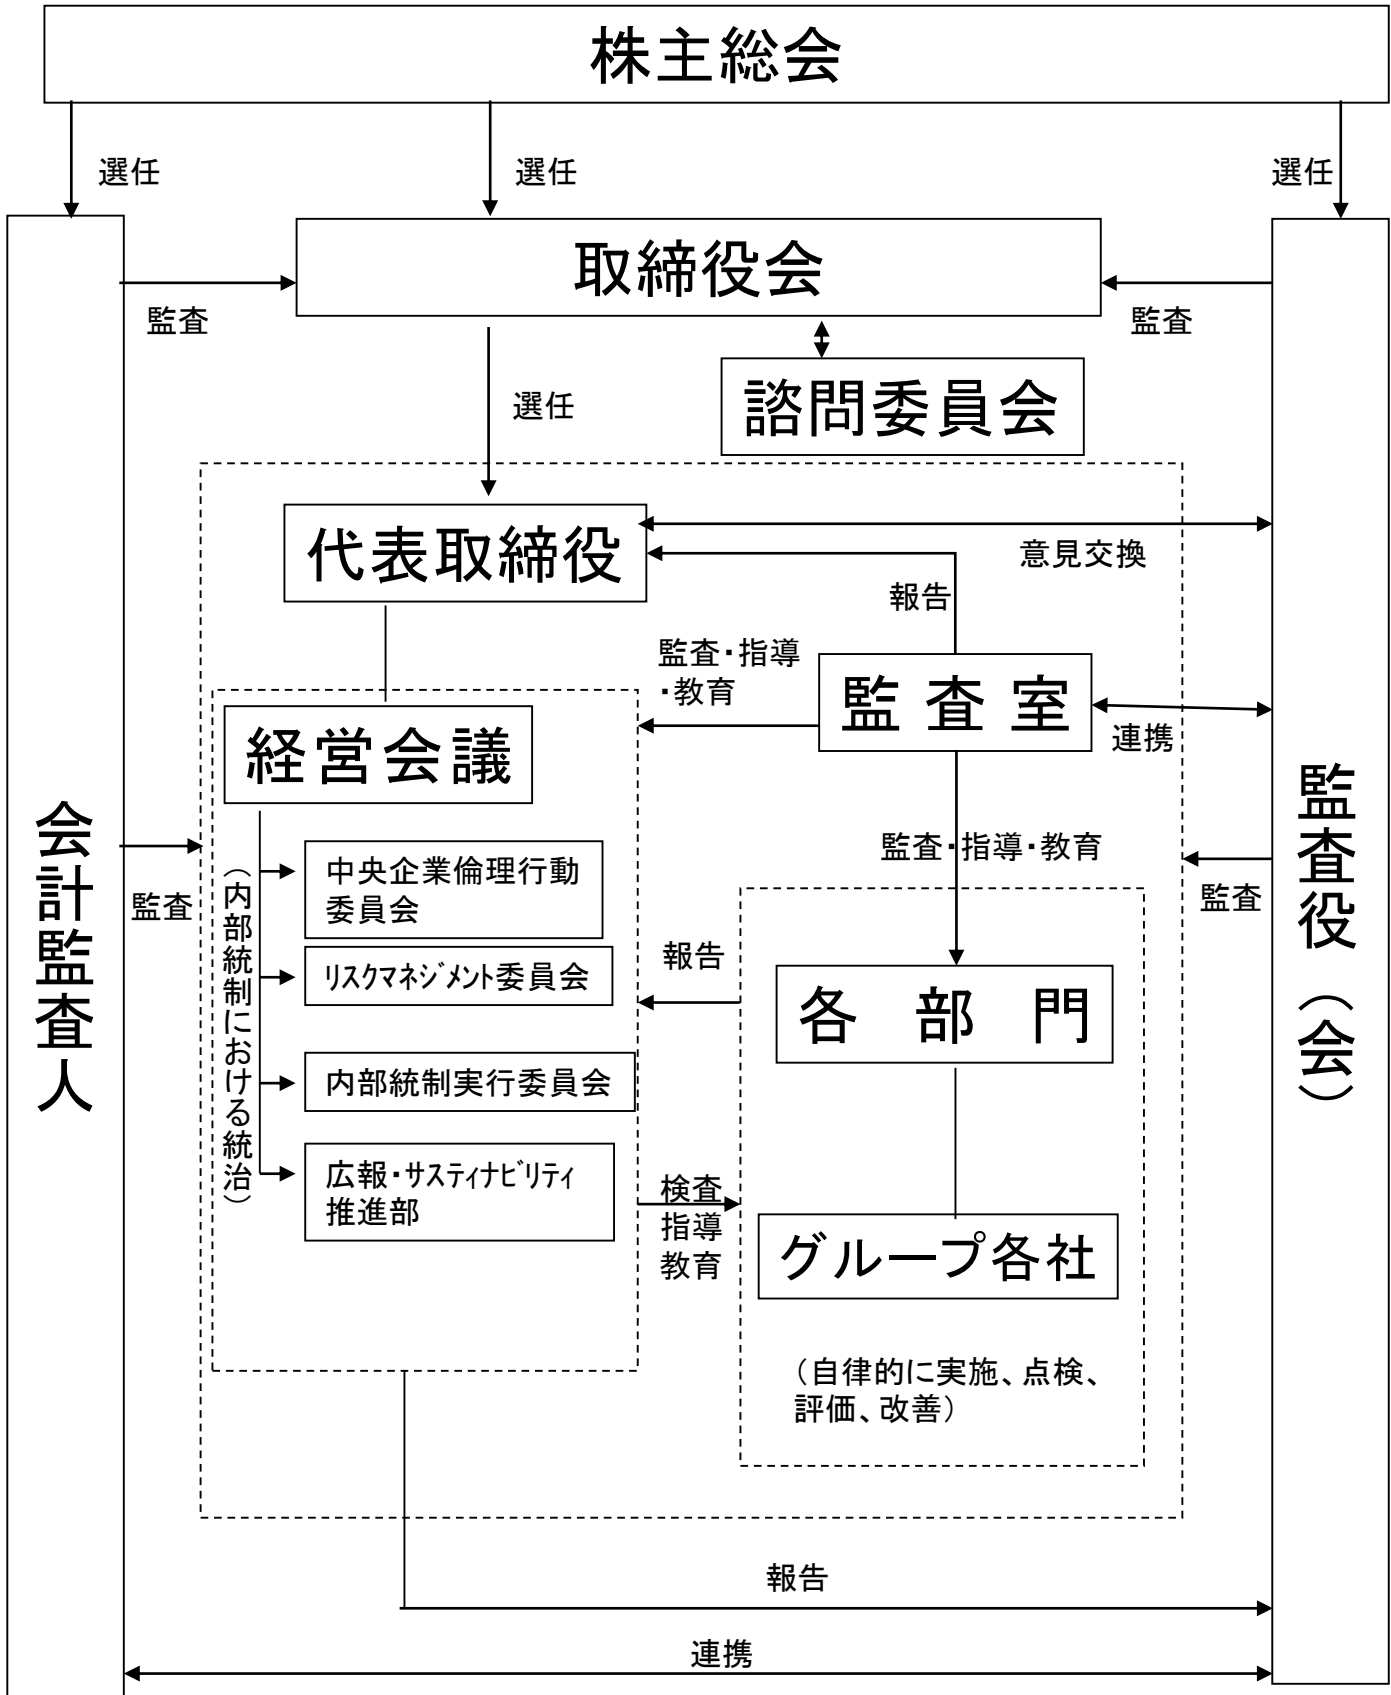 株主総会
選任
選任
選任
取締役会
監査
監査
諮問委員会
選任
代表取締役
意見交換
報告
監査・指導
・教育
監 査 室
連携
経営会議
監査・指導・教育
中央企業倫理行動
委員会
監査
監査
（内部統制における統治）
会計監査人
監査役（会）
報告
ﾘｽｸﾏﾈｼﾞﾒﾝﾄ委員会
各 部 門
内部統制実行委員会
広報・ｻｽﾃｨﾅﾋﾞﾘﾃｨ
推進部
検査
指導
教育
グループ各社
（自律的に実施、点検、
評価、改善）
報告
連携